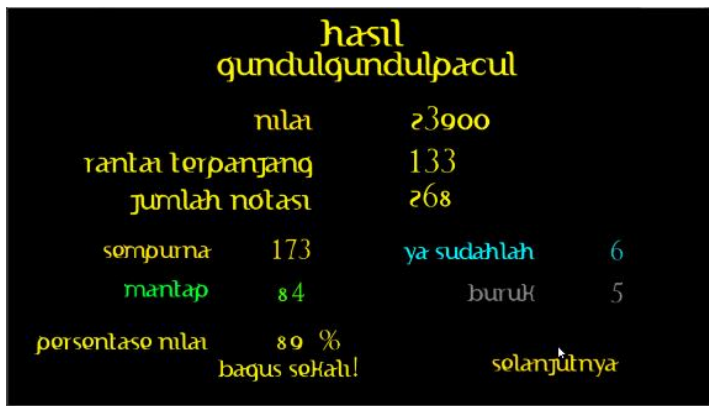 hasil
gundulgundulpacul
nilai 23900
rantai terpanjang 133
jumlah notasi 268
sempurna 173 ya sudahlah 6
mantap 84 buruk 5
persentase nilai 89 %
bagus sekali!
selanjutnya